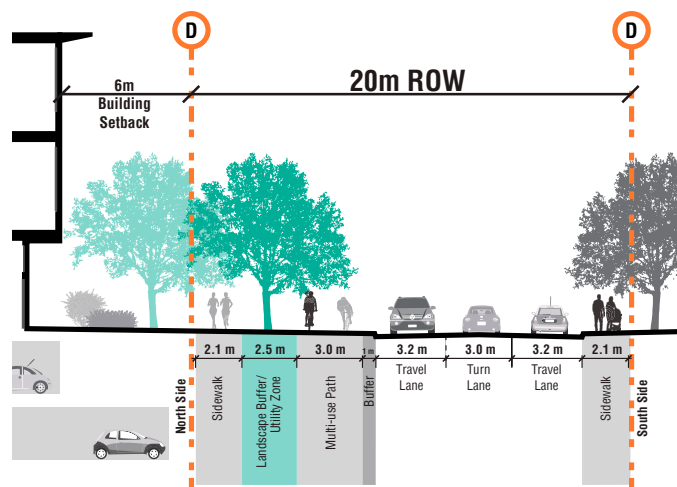 D
D
6m
Building
Setback
20m ROW
2.1 m
2.5 m
3.0 m
1 m
3.2 m
3.0 m
3.2 m
2.1 m
North Side
Sidewalk
Landscape Buffer/
Utility Zone
Multi-use Path
Buffer
Travel
Lane
Turn
Lane
Travel
Lane
Sidewalk
South Side